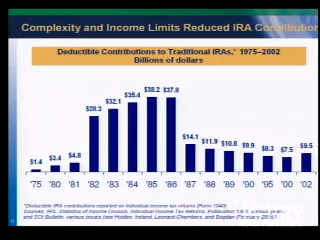 Complexity and Income Limits Reduced IRA Contribution
Deductible Contributions to Traditional IRAs,* 1975–2002
Billions of dollars
$1.4 $3.4 $4.8 $28.3 $32.1 $35.4 $38.2 $37.8 $14.1 $11.9 $10.8 $9.9 $8.3 $7.5 $9.5
'75 '80 '81 '82 '83 '84 '85 '86 '87 '88 '89 '90 '95 '00 '02
*Deductible IRA contributions reported on individual income tax returns (Form 1040)
Sources: IRS, Statistics of Income Division, Individual Income Tax Returns, Publication 1304, various years,
and SOI Bulletin, various issues (see Holden, Ireland, Leonard-Chambers, and Bogdan (February 2005))